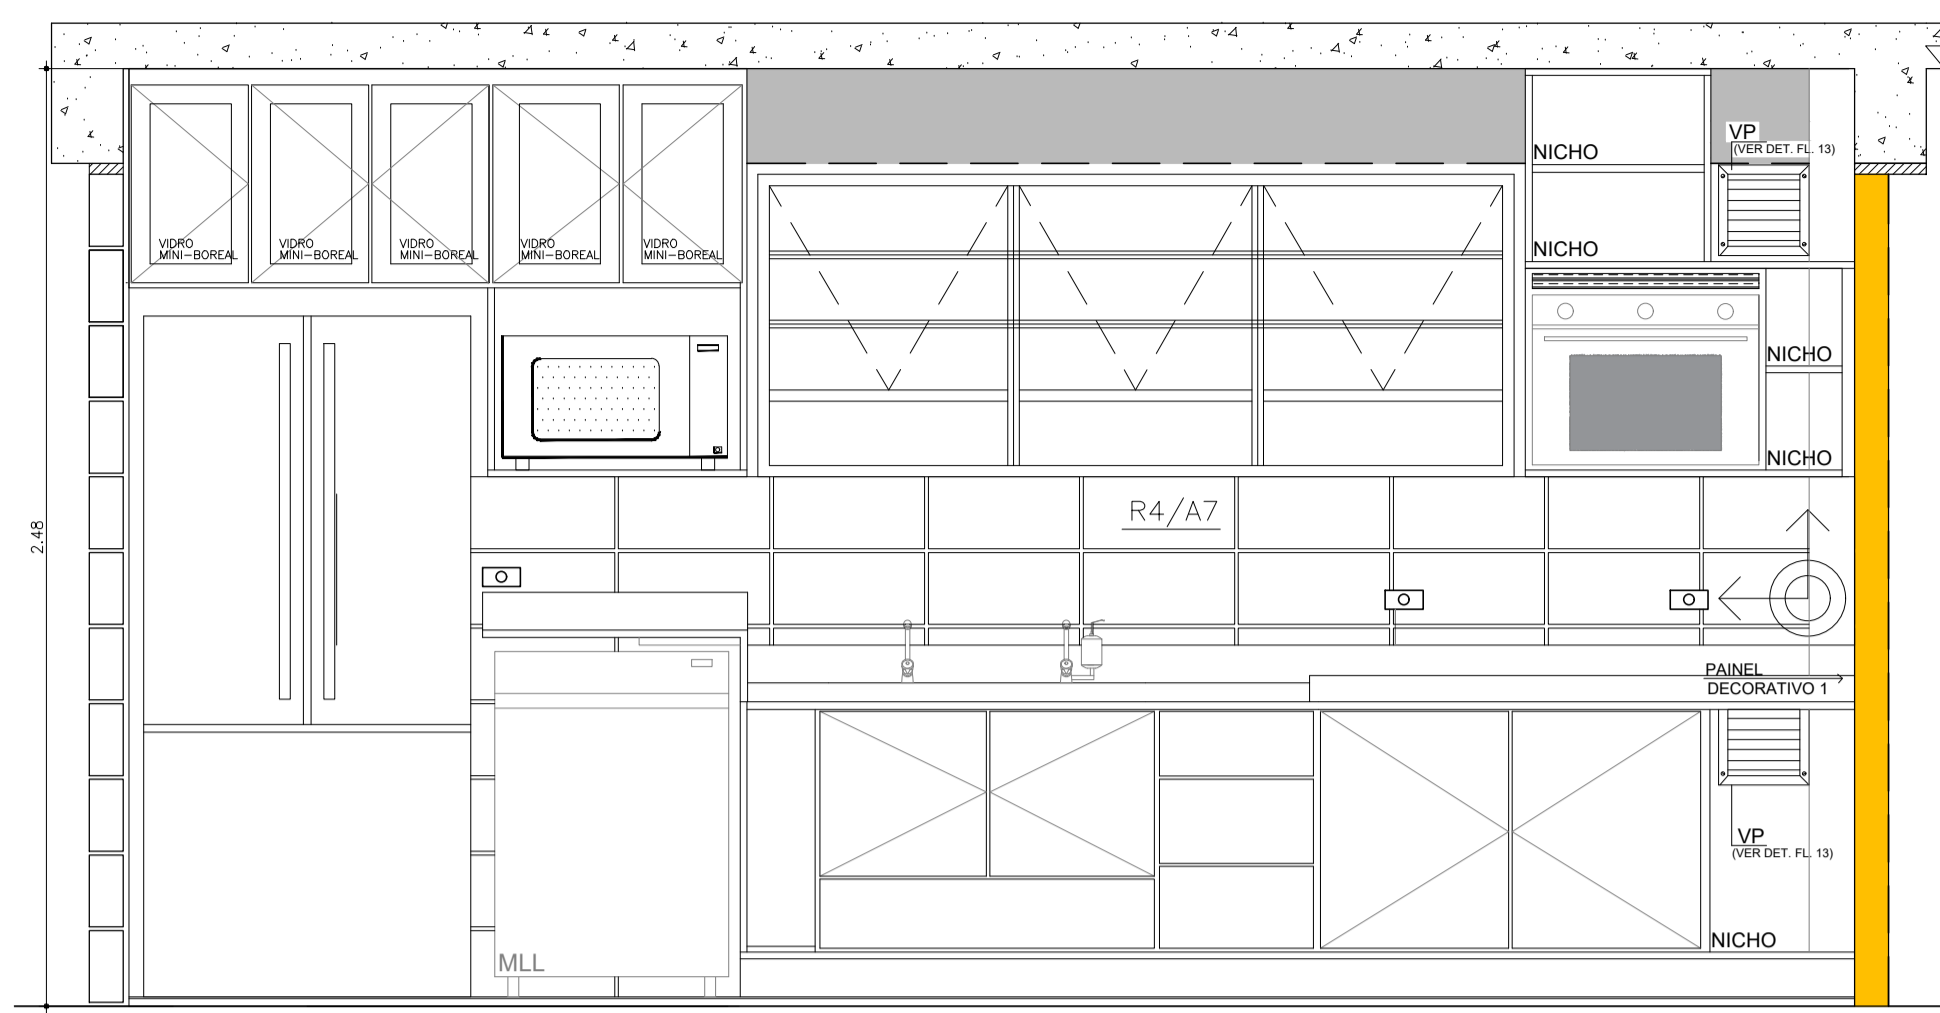 VP
(VER DET. FL. 13)
NICHO
NICHO
VIDRO
MINI-BOREAL
VIDRO
MINI-BOREAL
VIDRO
MINI-BOREAL
VIDRO
MINI-BOREAL
VIDRO
MINI-BOREAL
NICHO
NICHO
R4/A7
2.48
PAINEL
DECORATIVO 1
VP
(VER DET. FL. 13)
NICHO
MLL